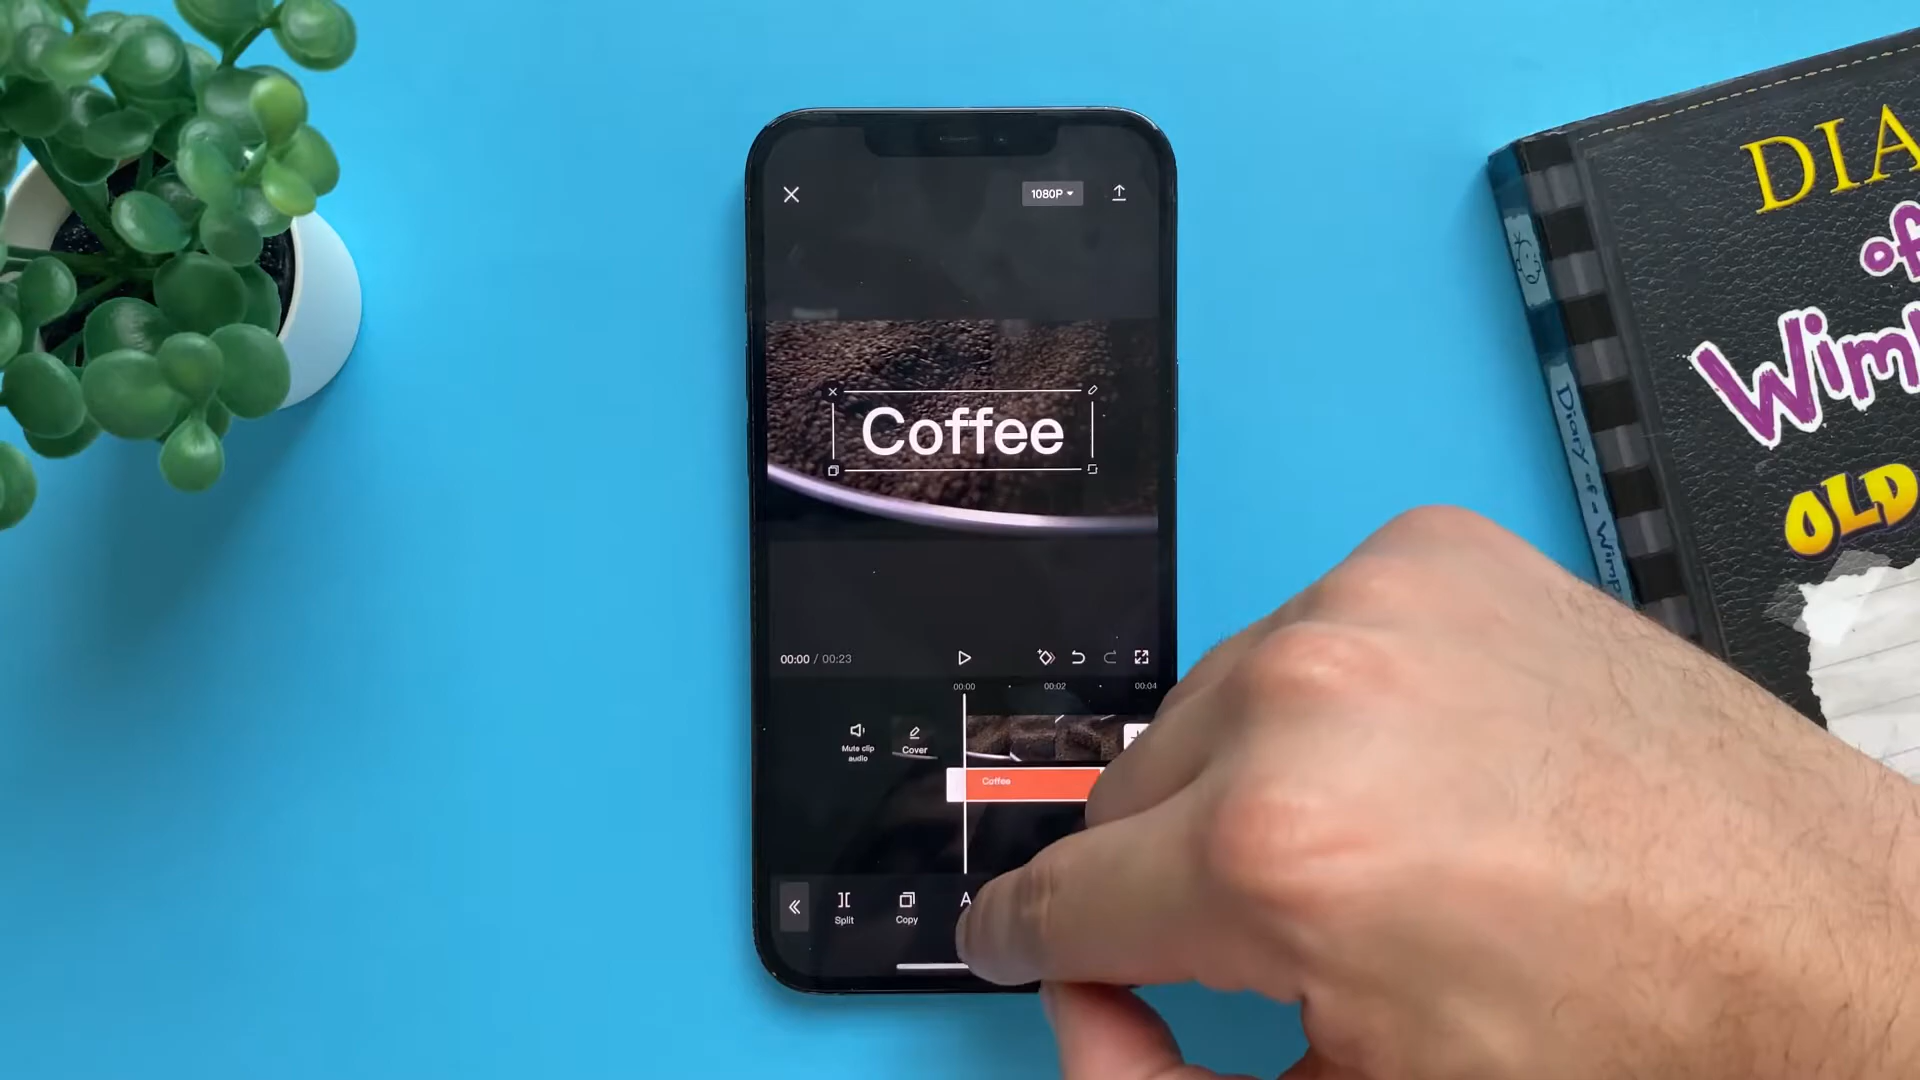 1080P
Coffee
00:00 / 00:23
00:00
00:02
00:04
Mute clip
audio
Cover
Coffee
Split
Copy
A
DIA
of
Wim
OLD
Diary of a Wimp